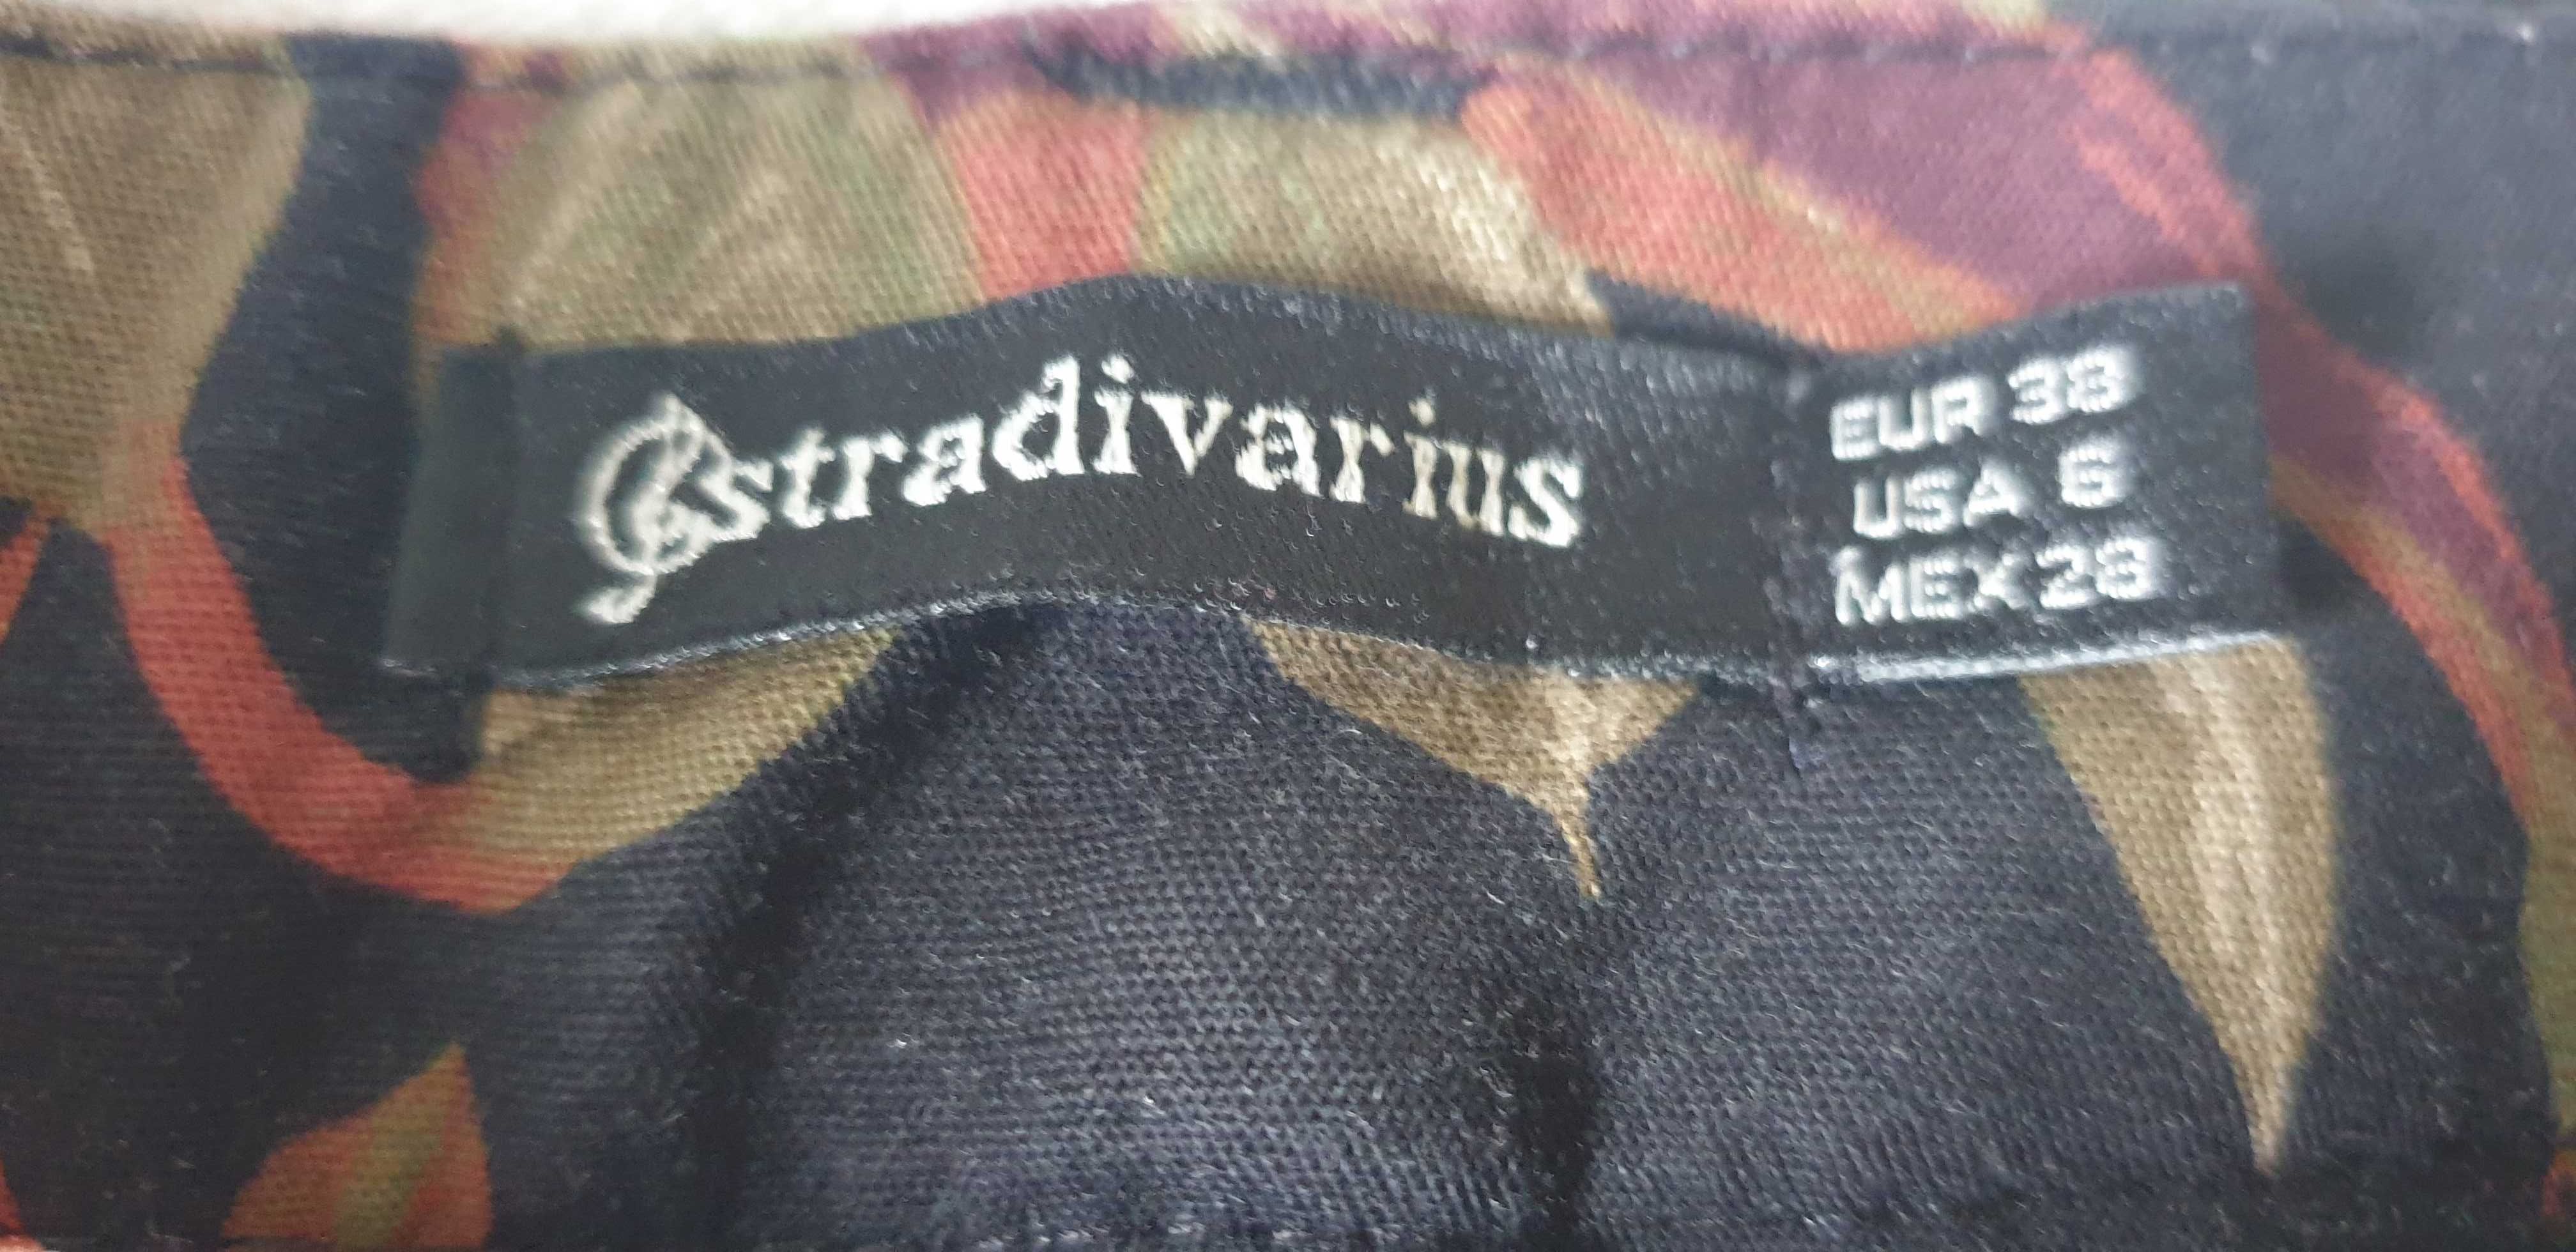 Stradivarius
EUR 38
USA 6
MEX 28